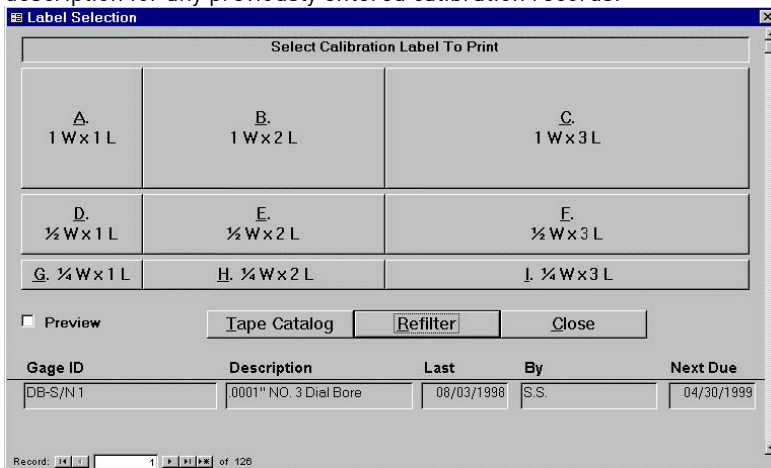 description for any previously entered calibration records.
Label Selection
Select Calibration Label To Print
A.
1 W x 1 L
B.
1 W x 2 L
C.
1 W x 3 L
D.
½ W x 1 L
E.
½ W x 2 L
F.
½ W x 3 L
G. ¼ W x 1 L
H. ¼ W x 2 L
I. ¼ W x 3 L
Preview
Tape Catalog
Refilter
Close
Gage ID Description Last By Next Due
DB-S/N 1 .0001" NO. 3 Dial Bore 08/03/1998 S.S. 04/30/1999
Record: 1 of 126